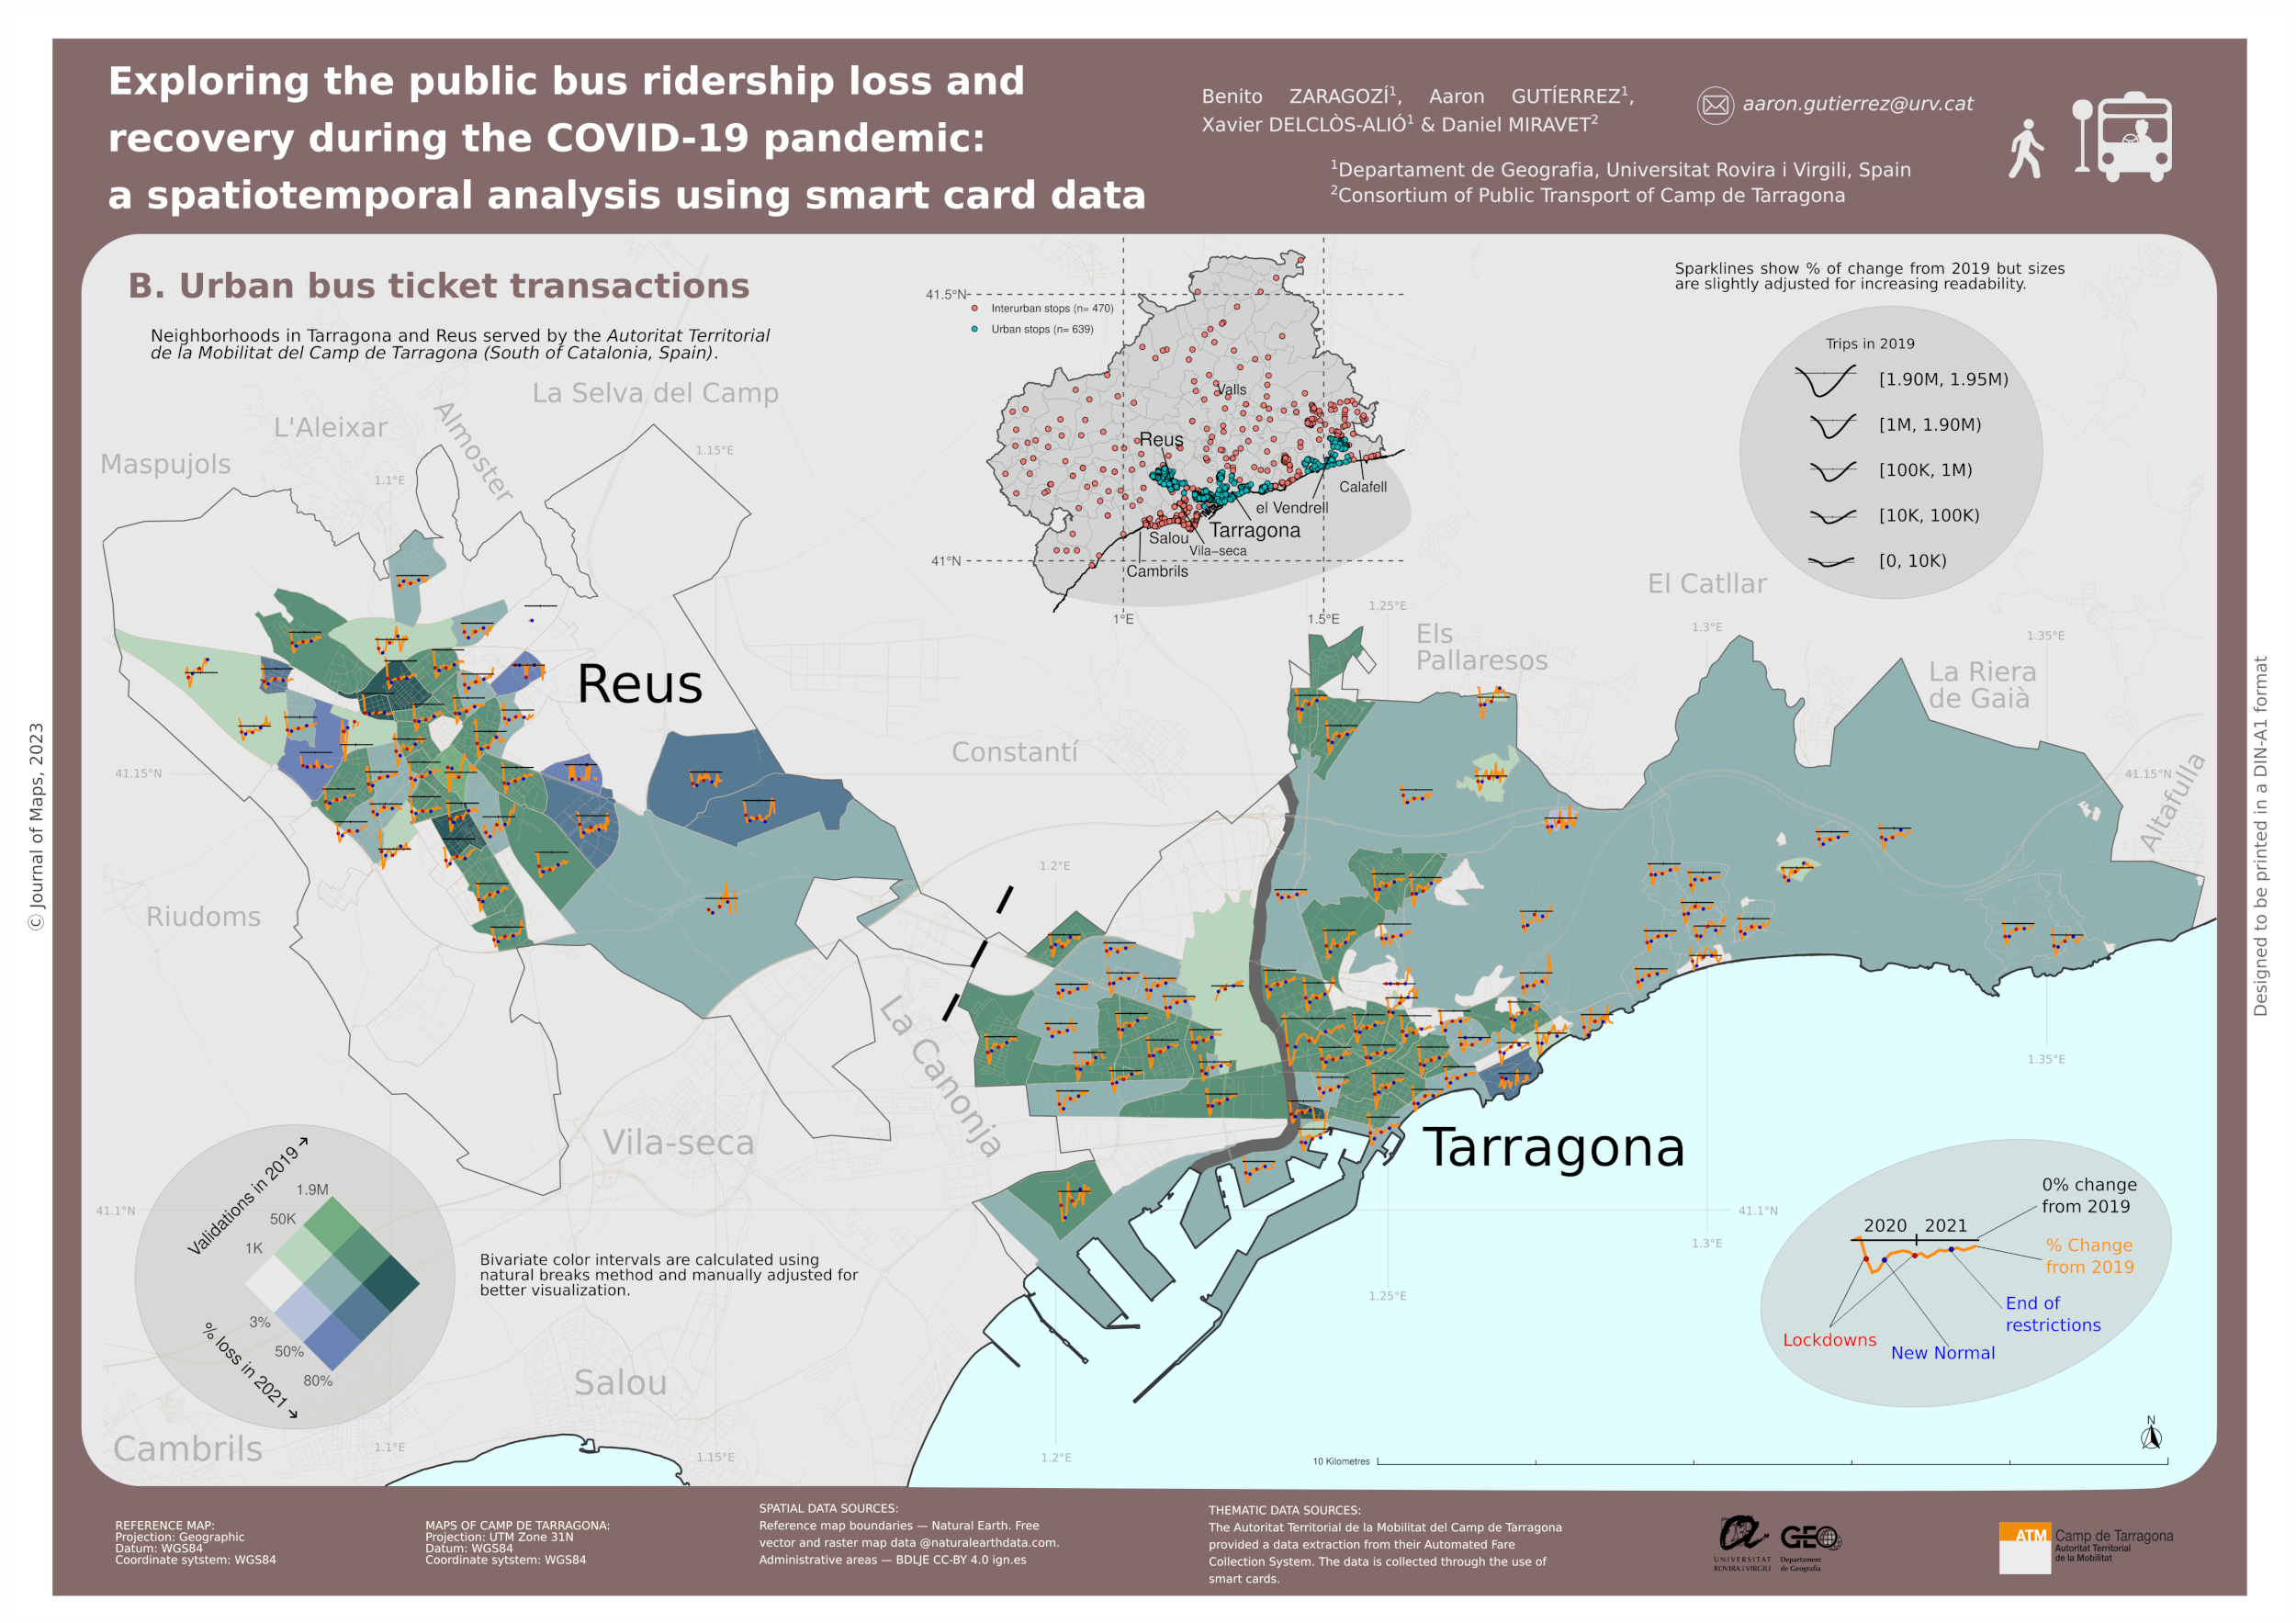 Exploring the public bus ridership loss and
recovery during the COVID-19 pandemic:
a spatiotemporal analysis using smart card data
Benito ZARAGOZÍ¹, Aaron GUTÍERREZ¹,
Xavier DELCLÒS-ALIÓ¹ & Daniel MIRAVET²
aaron.gutierrez@urv.cat
¹Departament de Geografia, Universitat Rovira i Virgili, Spain
²Consortium of Public Transport of Camp de Tarragona
B. Urban bus ticket transactions
Neighborhoods in Tarragona and Reus served by the Autoritat Territorial
de la Mobilitat del Camp de Tarragona (South of Catalonia, Spain).
41.5°N
Interurban stops (n= 470)
Urban stops (n= 639)
Valls
Reus
Calafell
el Vendrell
Tarragona
Salou
Vila-seca
Cambrils
41°N
1°E
1.5°E
Sparklines show % of change from 2019 but sizes
are slightly adjusted for increasing readability.
Trips in 2019
[1.90M, 1.95M)
[1M, 1.90M)
[100K, 1M)
[10K, 100K)
[0, 10K)
La Selva del Camp
L'Aleixar
Almoster
Maspujols
1.1°E
1.15°E
1.25°E
El Catllar
1.3°E
1.35°E
Els
Pallaresos
La Riera
de Gaià
Reus
Constantí
41.15°N
41.15°N
Altafulla
1.2°E
Riudoms
La Canonja
1.35°E
Vila-seca
Tarragona
Validations in 2019
1.9M
50K
1K
3%
50%
80%
% loss in 2021
41.1°N
41.1°N
1.3°E
1.25°E
Bivariate color intervals are calculated using
natural breaks method and manually adjusted for
better visualization.
0% change
from 2019
2020
2021
% Change
from 2019
End of
restrictions
Lockdowns
New Normal
Salou
Cambrils
1.1°E
1.15°E
1.2°E
N
10 Kilometres
© Journal of Maps, 2023
Designed to be printed in a DIN-A1 format
REFERENCE MAP:
Projection: Geographic
Datum: WGS84
Coordinate sytstem: WGS84
MAPS OF CAMP DE TARRAGONA:
Projection: UTM Zone 31N
Datum: WGS84
Coordinate sytstem: WGS84
SPATIAL DATA SOURCES:
Reference map boundaries — Natural Earth. Free
vector and raster map data @naturalearthdata.com.
Administrative areas — BDLJE CC-BY 4.0 ign.es
THEMATIC DATA SOURCES:
The Autoritat Territorial de la Mobilitat del Camp de Tarragona
provided a data extraction from their Automated Fare
Collection System. The data is collected through the use of
smart cards.
UNIVERSITAT
ROVIRA i VIRGILI
GEO
Departament
de Geografia
ATM
Camp de Tarragona
Autoritat Territorial
de la Mobilitat